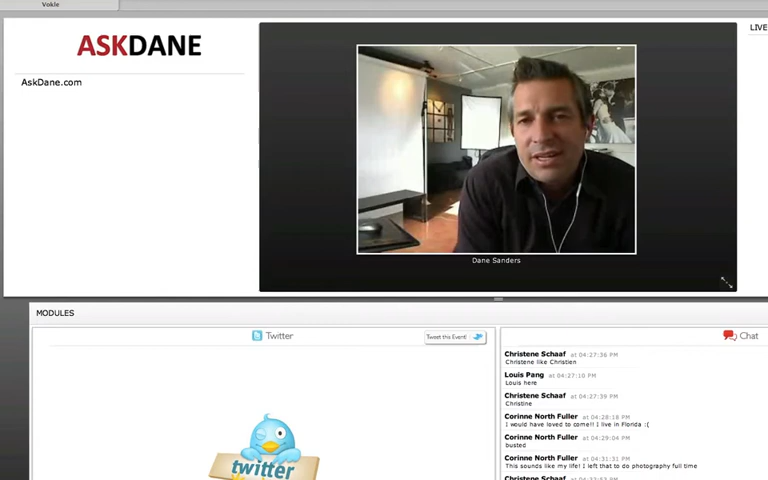 Vokle
ASKDANE
AskDane.com
LIVE
Dane Sanders
MODULES
Twitter
Tweet this Event!
twitter
Chat
Christene Schaaf at 04:27:36 PM
Christene like Christien
Louis Pang at 04:27:10 PM
Louis here
Christene Schaaf at 04:27:39 PM
Christine
Corinne North Fuller at 04:28:18 PM
I would have loved to come!! I live in Florida :(
Corinne North Fuller at 04:29:04 PM
busted
Corinne North Fuller at 04:31:31 PM
This sounds like my life! I left that to do photography full time